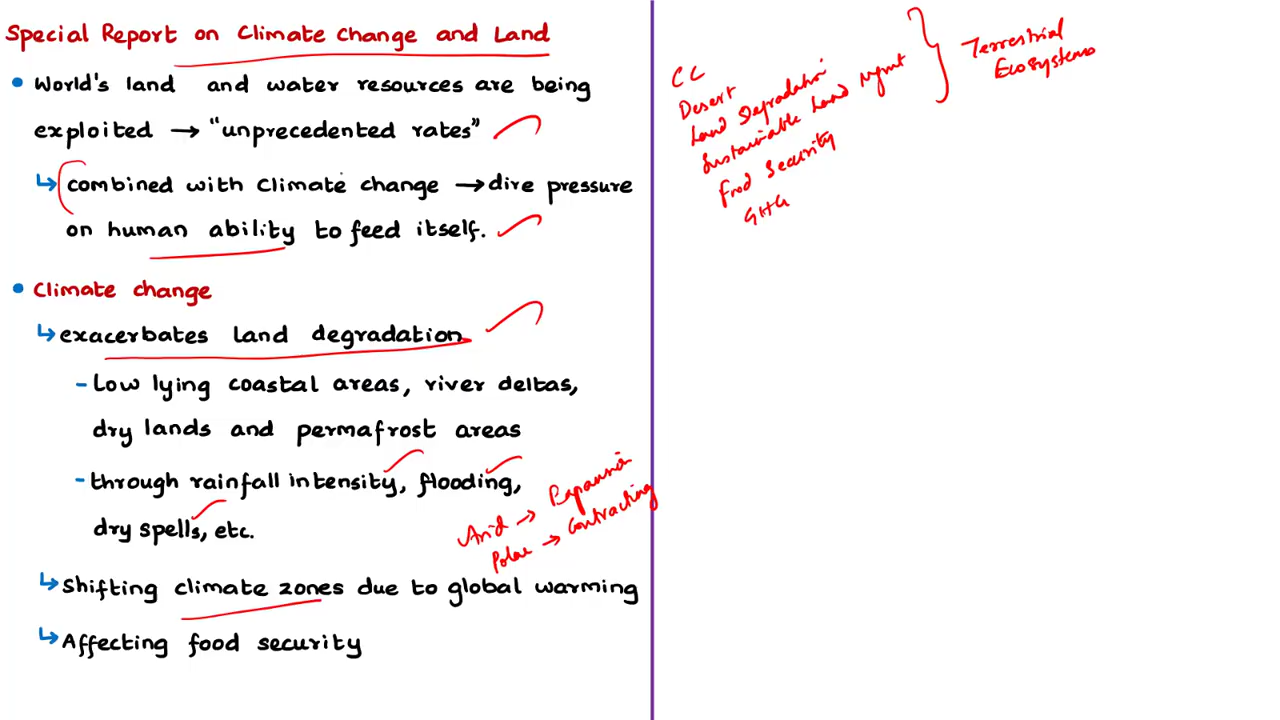 Special Report on Climate Change and Land
World's land and water resources are being
exploited → "unprecedented rates"
↳ combined with climate change → dire pressure
on human ability to feed itself.
Climate change
↳ exacerbates land degradation
- Low lying coastal areas, river deltas,
dry lands and permafrost areas
- through rainfall intensity, flooding,
dry spells, etc.
Arid → Expansion
Polar → Contracting
↳ Shifting climate zones due to global warming
↳ Affecting food security
CC
Desert
Land Degradation
Sustainable Land Mgmt
Food Security
GHG
Terrestrial
Ecosystems